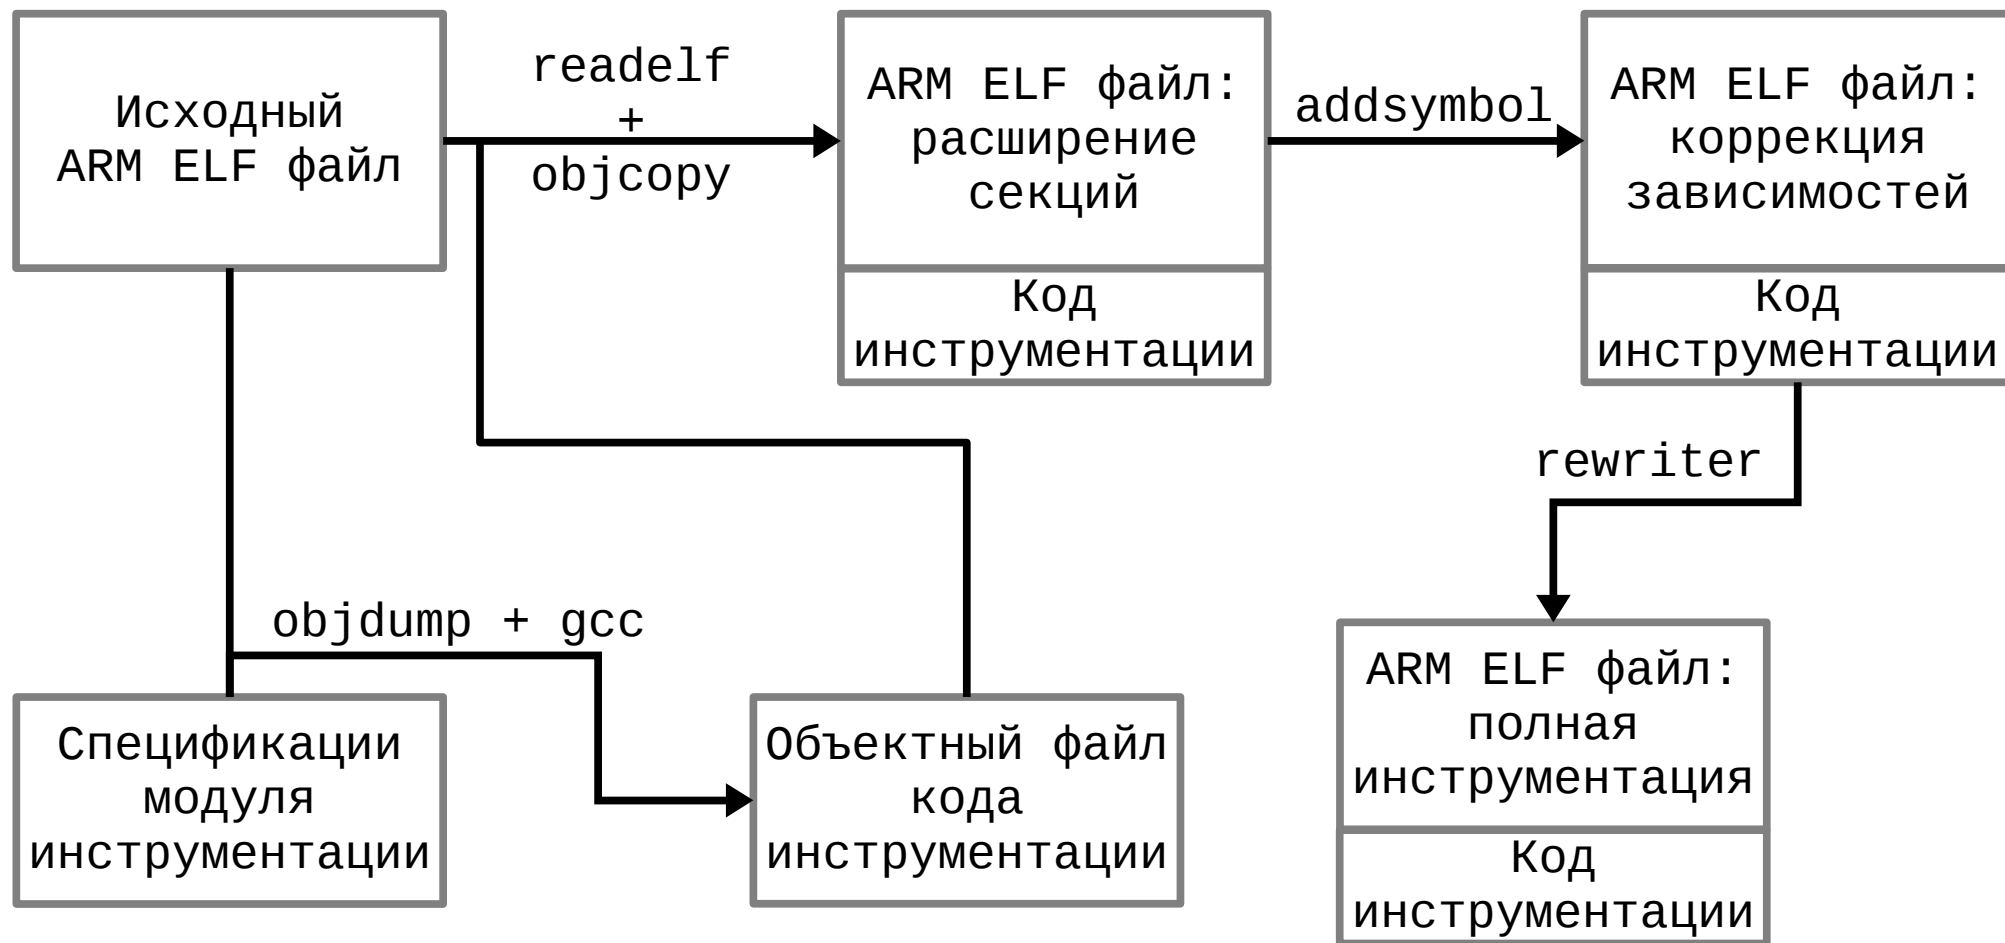 Исходный
ARM ELF файл
readelf
+
objcopy
ARM ELF файл:
расширение
секций
Код
инструментации
addsymbol
ARM ELF файл:
коррекция
зависимостей
Код
инструментации
rewriter
objdump + gcc
Спецификации
модуля
инструментации
Объектный файл
кода
инструментации
ARM ELF файл:
полная
инструментация
Код
инструментации